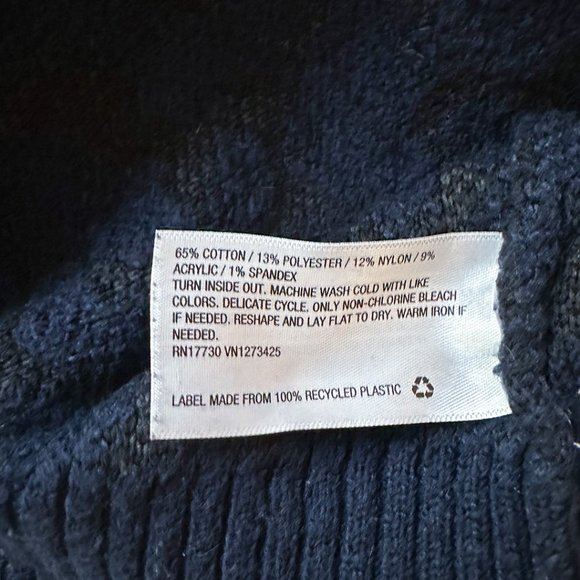 65% COTTON / 13% POLYESTER / 12% NYLON / 9%
ACRYLIC / 1% SPANDEX
TURN INSIDE OUT. MACHINE WASH COLD WITH LIKE
COLORS. DELICATE CYCLE. ONLY NON-CHLORINE BLEACH
IF NEEDED. RESHAPE AND LAY FLAT TO DRY. WARM IRON IF
NEEDED.
RN17730 VN1273425
LABEL MADE FROM 100% RECYCLED PLASTIC